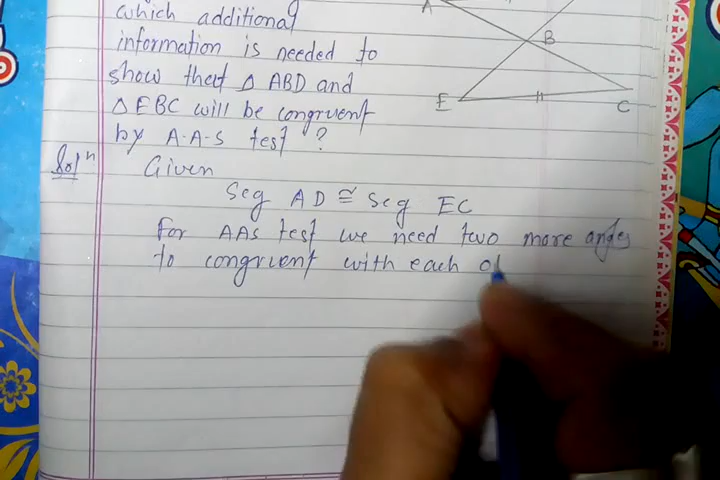 which additional
A
information is needed to
B
show that △ ABD and
△ EBC will be congruent
E
C
by A-A-S test ?
Solⁿ Given
Seg AD ≅ Seg EC
For AAS test we need two more angles
to congruent with each ot